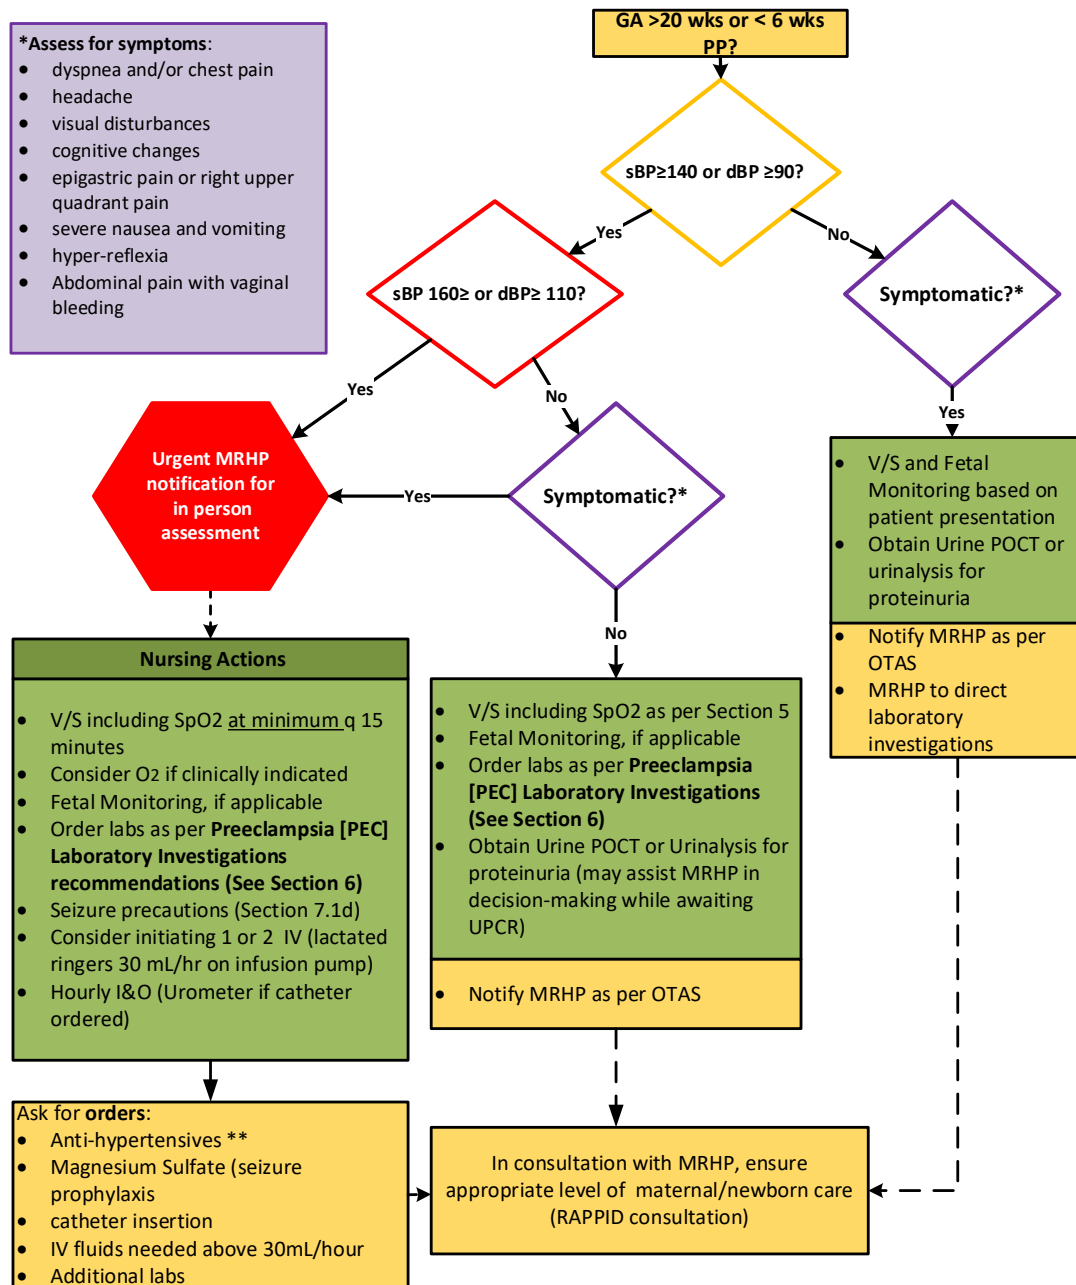 GA >20 wks or < 6 wks
PP?
*Assess for symptoms:
• dyspnea and/or chest pain
• headache
• visual disturbances
• cognitive changes
• epigastric pain or right upper
quadrant pain
• severe nausea and vomiting
• hyper-reflexia
• Abdominal pain with vaginal
bleeding
sBP≥140 or dBP ≥90?
Yes
No
sBP 160≥ or dBP≥ 110?
Symptomatic?*
Yes
No
Yes
Urgent MRHP
notification for
in person
assessment
Yes
Symptomatic?*
No
• V/S and Fetal
Monitoring based on
patient presentation
• Obtain Urine POCT or
urinalysis for
proteinuria
• Notify MRHP as per
OTAS
• MRHP to direct
laboratory
investigations
Nursing Actions
• V/S including SpO2 at minimum q 15
minutes
• Consider O2 if clinically indicated
• Fetal Monitoring, if applicable
• Order labs as per Preeclampsia [PEC]
Laboratory Investigations
recommendations (See Section 6)
• Seizure precautions (Section 7.1d)
• Consider initiating 1 or 2 IV (lactated
ringers 30 mL/hr on infusion pump)
• Hourly I&O (Urometer if catheter
ordered)
• V/S including SpO2 as per Section 5
• Fetal Monitoring, if applicable
• Order labs as per Preeclampsia
[PEC] Laboratory Investigations
(See Section 6)
• Obtain Urine POCT or Urinalysis for
proteinuria (may assist MRHP in
decision-making while awaiting
UPCR)
• Notify MRHP as per OTAS
Ask for orders:
• Anti-hypertensives **
• Magnesium Sulfate (seizure
prophylaxis
• catheter insertion
• IV fluids needed above 30mL/hour
• Additional labs
In consultation with MRHP, ensure
appropriate level of maternal/newborn care
(RAPPID consultation)